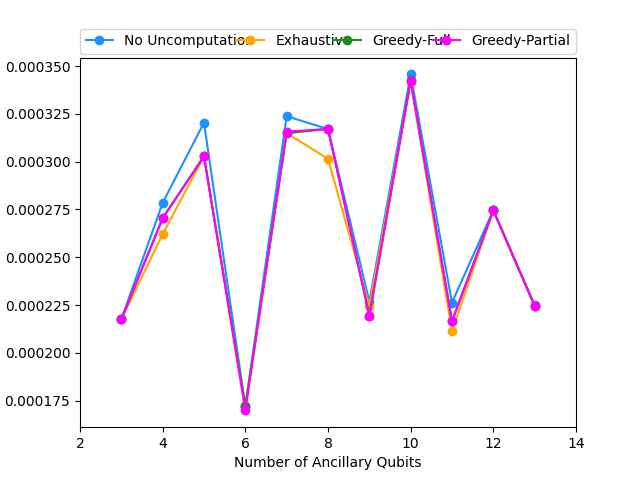 No Uncomputation Exhaustive Greedy-Full Greedy-Partial
0.000350
0.000325
0.000300
0.000275
0.000250
0.000225
0.000200
0.000175
2 4 6 8 10 12 14
Number of Ancillary Qubits